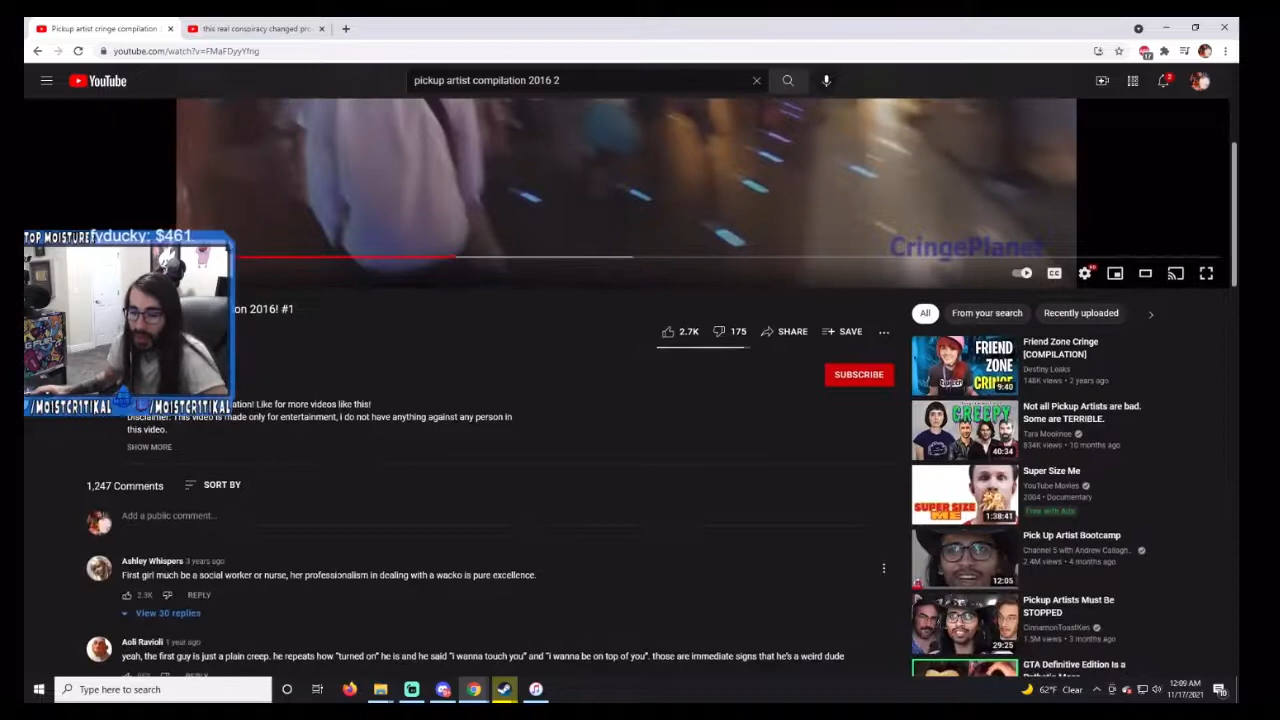 Pickup artist cringe compilation
this real conspiracy changed pro
youtube.com/watch?v=FMaFDyyYfng
YouTube
pickup artist compilation 2016 2
2
17
CringePlanet
TOP MOISTURE:
fyducky: $461
/MOISTCR1TIKAL
/MOISTCR1TIKAL
on 2016! #1
2.7K
175
SHARE
SAVE
SUBSCRIBE
ation! Like for more videos like this!
Disclaimer: This video is made only for entertainment, i do not have anything against any person in
this video.
SHOW MORE
1,247 Comments
SORT BY
Add a public comment...
Ashley Whispers 3 years ago
First girl much be a social worker or nurse, her professionalism in dealing with a wacko is pure excellence.
2.3K
REPLY
View 30 replies
Aoli Ravioli 1 year ago
yeah, the first guy is just a plain creep. he repeats how "turned on" he is and he said "i wanna touch you" and "i wanna be on top of you". those are immediate signs that he's a weird dude
REPLY
All
From your search
Recently uploaded
FRIEND
ZONE
CRINGE
9:40
Friend Zone Cringe
[COMPILATION]
Destiny Leaks
148K views • 2 years ago
CREEPY
40:34
Not all Pickup Artists are bad.
Some are TERRIBLE.
Tara Mooknee
834K views • 10 months ago
SUPER SIZE
ME
1:38:41
Super Size Me
YouTube Movies
2004 • Documentary
Free with Ads
12:05
Pick Up Artist Bootcamp
Channel 5 with Andrew Callagh..
2.4M views • 4 months ago
29:25
Pickup Artists Must Be
STOPPED
CinnamonToastKen
1.5M views • 3 months ago
GTA Definitive Edition Is a
Type here to search
62°F Clear
12:09 AM
11/17/2021
10